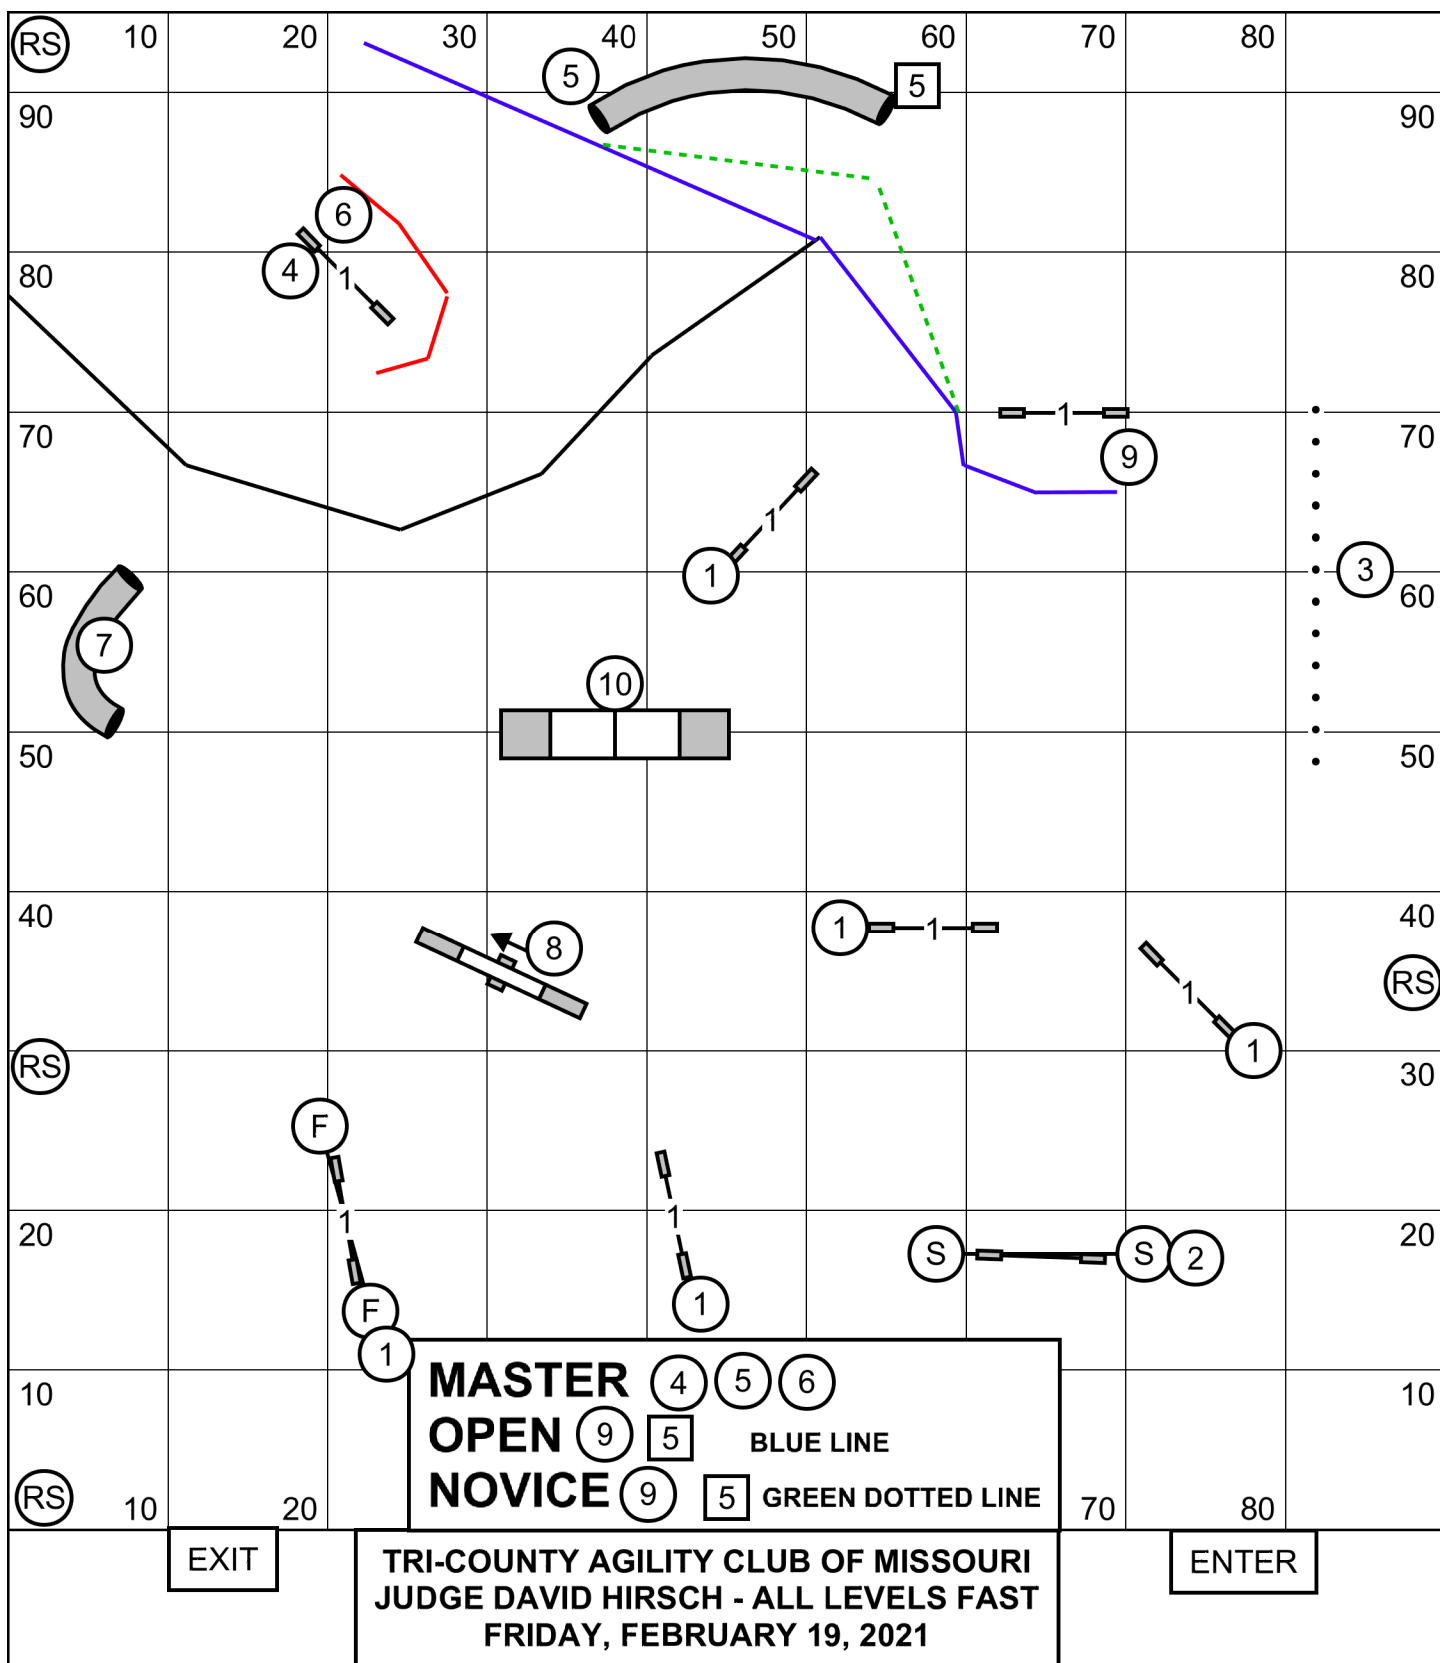 RS 10 20 30 40 50 60 70 80
5 5
90 90
6
4 1
80 80
1
70 9 70
1
1 3
60 60
7
10
50 50
40 1 1 40
8
1 RS
RS 1
30
F
1 1
20 S S 2 20
F 1
1
MASTER 4 5 6
10 10
OPEN 9 5 BLUE LINE
NOVICE 9 5 GREEN DOTTED LINE
RS 10 20 70 80
EXIT ENTER
TRI-COUNTY AGILITY CLUB OF MISSOURI
JUDGE DAVID HIRSCH - ALL LEVELS FAST
FRIDAY, FEBRUARY 19, 2021